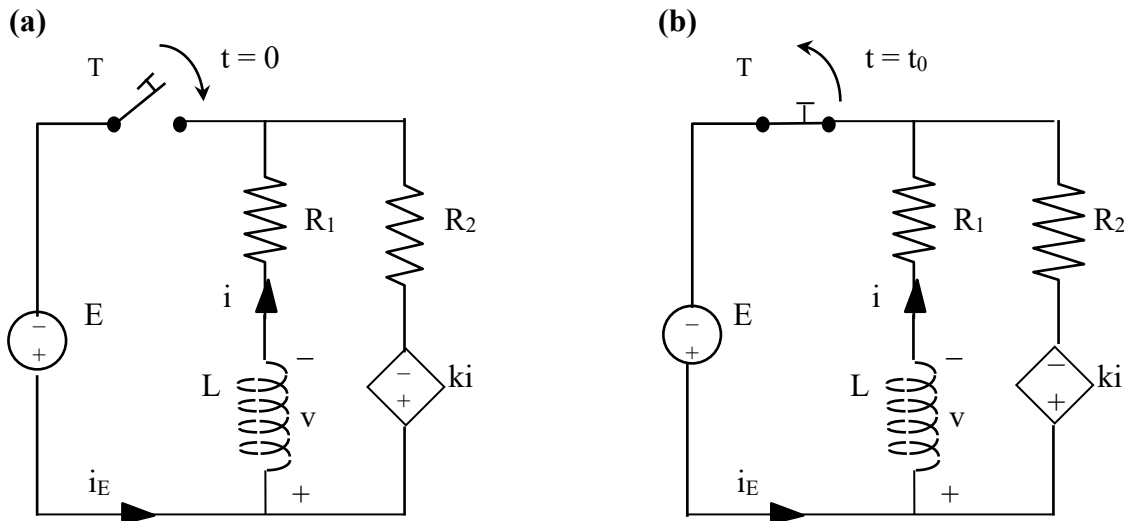 (a)
T
t = 0
R₁
R₂
i
E
−
+
−
L
v
−
+
ki
+
iE
(b)
T
t = t₀
R₁
R₂
i
E
−
+
−
L
v
−
+
ki
+
iE